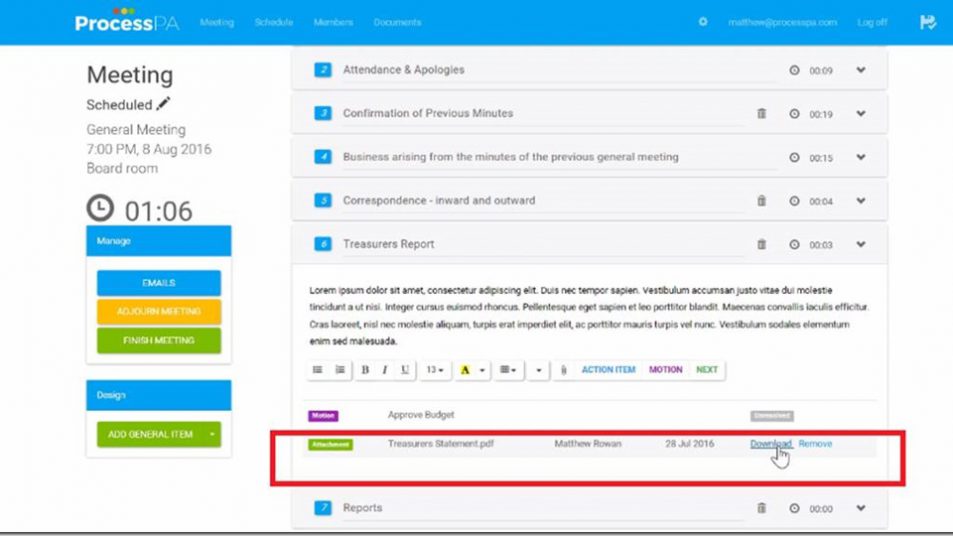 ProcessPA Meeting Schedule Members Documents matthew@processpa.com Log off
Meeting
Scheduled
General Meeting
7:00 PM, 8 Aug 2016
Board room
01:06
Manage
EMAILS
ADJOURN MEETING
FINISH MEETING
Design
ADD GENERAL ITEM
2 Attendance & Apologies 00:09
3 Confirmation of Previous Minutes 00:19
4 Business arising from the minutes of the previous general meeting 00:15
5 Correspondence - inward and outward 00:04
6 Treasurers Report 00:03
Lorem ipsum dolor sit amet, consectetur adipiscing elit. Duis nec tempor sapien. Vestibulum accumsan justo vitae dui molestie
tincidunt a ut nisi. Integer cursus euismod rhoncus. Pellentesque eget sapien et leo porttitor blandit. Maecenas convallis iaculis efficitur.
Cras laoreet, nisl nec molestie aliquam, turpis erat imperdiet elit, ac porttitor mauris turpis vel nunc. Vestibulum sodales elementum
enim sed malesuada.
B I U 13 A ACTION ITEM MOTION NEXT
Motion Approve Budget Unresolved
Attachment Treasurers Statement.pdf Matthew Rowan 28 Jul 2016 Download Remove
7 Reports 00:00